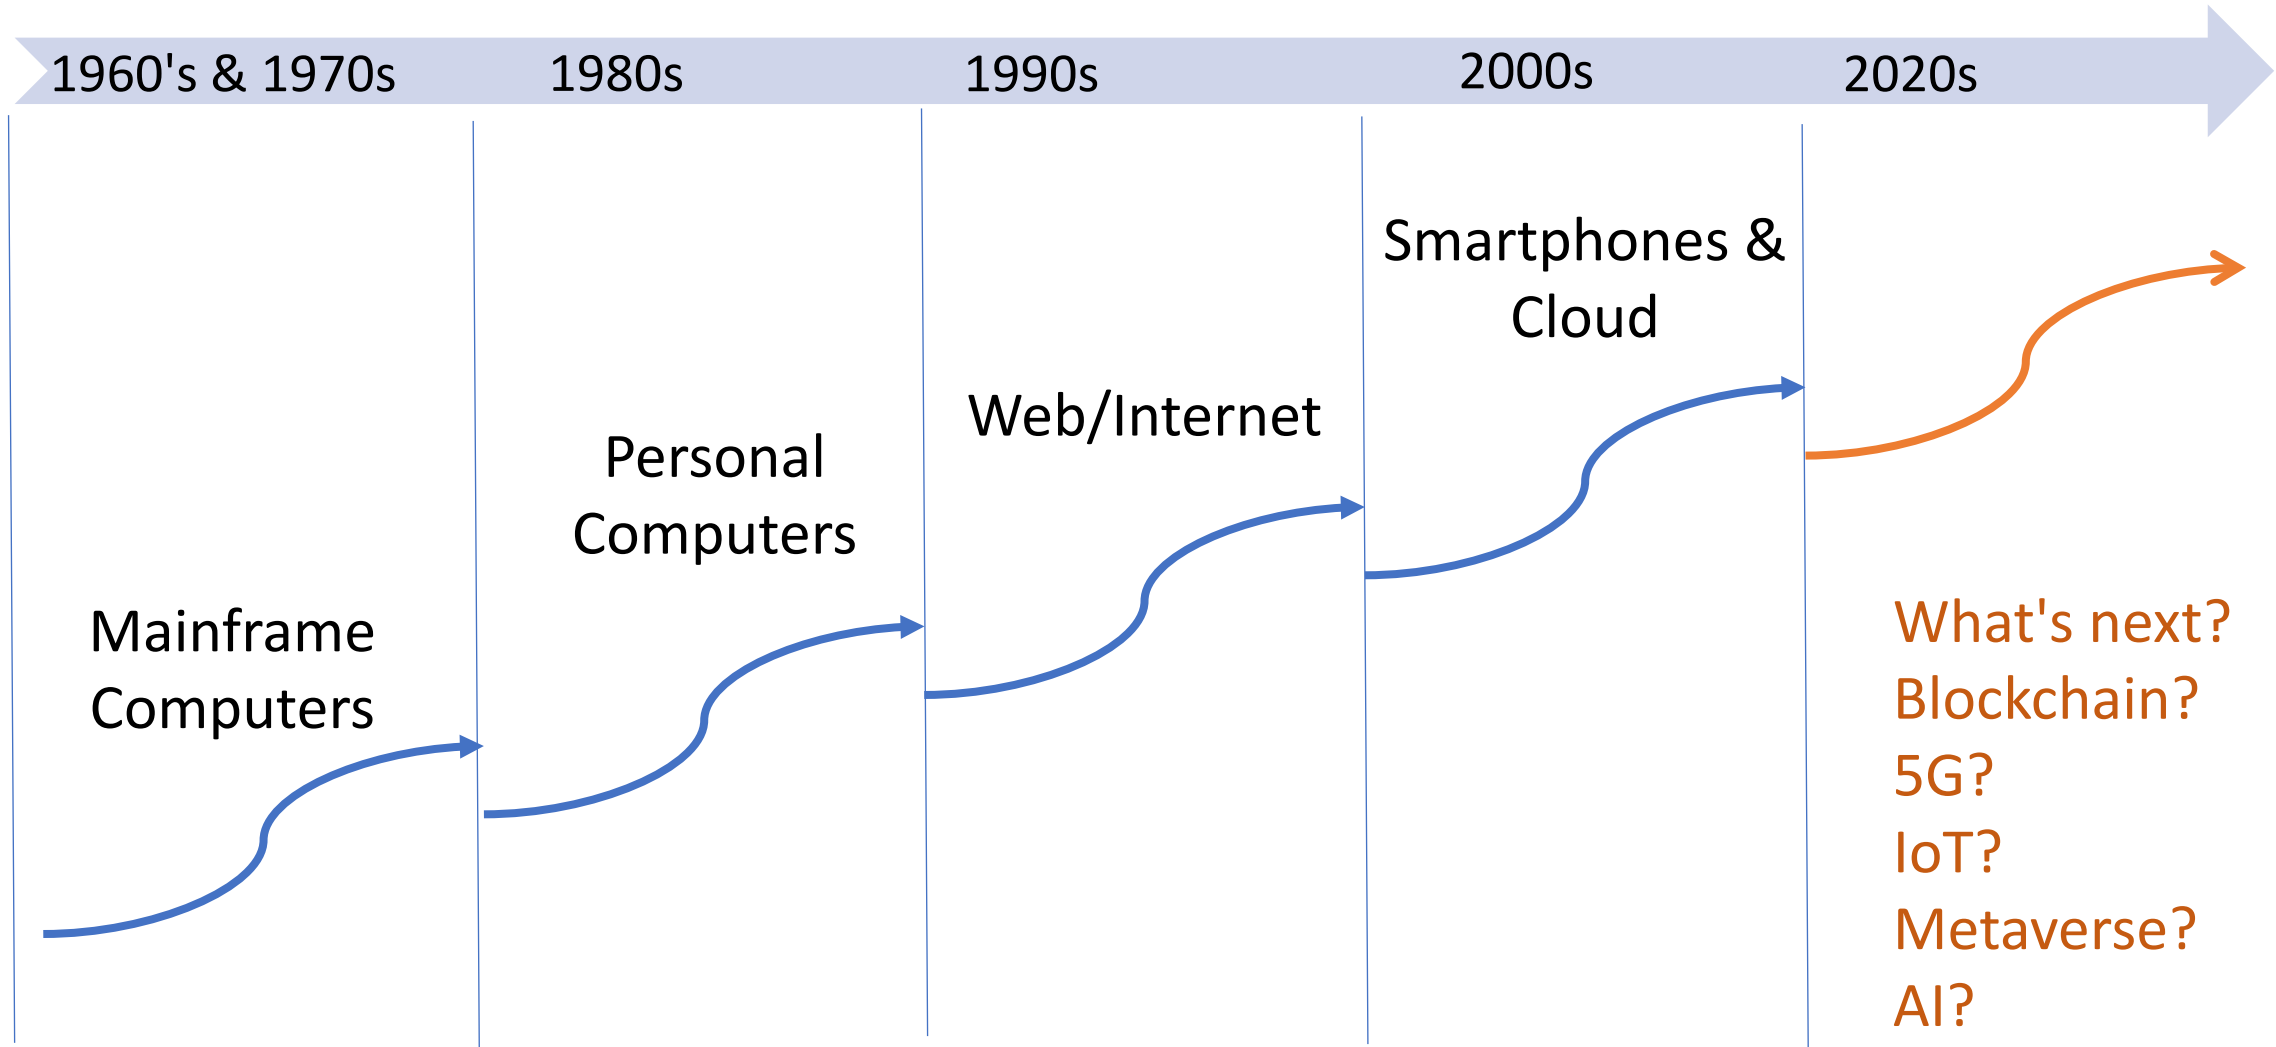 1960's & 1970s
1980s
1990s
2000s
2020s
Mainframe
Computers
Personal
Computers
Web/Internet
Smartphones &
Cloud
What's next?
Blockchain?
5G?
IoT?
Metaverse?
AI?